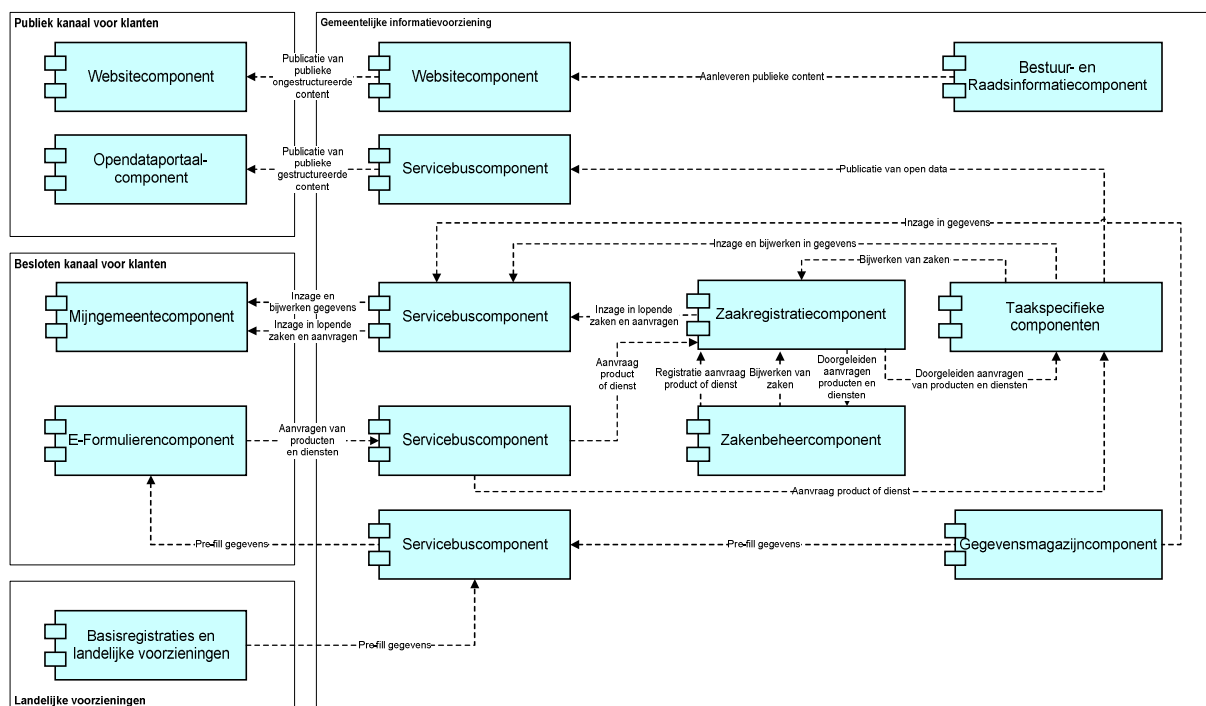 Publiek kanaal voor klanten
Gemeentelijke informatievoorziening
Websitecomponent
Publicatie van
publieke
ongestructureerde
content
Websitecomponent
Aanleveren publieke content
Bestuur- en
Raadsinformatiecomponent
Opendataportaal-
component
Publicatie van
publieke
gestructureerde
content
Servicebuscomponent
Publicatie van open data
Inzage in gegevens
Inzage en bijwerken in gegevens
Bijwerken van zaken
Besloten kanaal voor klanten
Mijngemeentecomponent
Inzage en
bijwerken gegevens
Inzage in lopende
zaken en aanvragen
Servicebuscomponent
Inzage in lopende
zaken en aanvragen
Zaakregistratiecomponent
Taakspecifieke
componenten
Aanvraag
product
of dienst
Registratie aanvraag
product of dienst
Bijwerken van
zaken
Doorgeleiden
aanvragen
producten en
diensten
Doorgeleiden aanvragen
van producten en diensten
E-Formulierencomponent
Aanvragen van
producten
en diensten
Servicebuscomponent
Zakenbeheercomponent
Aanvraag product of dienst
Pre-fill gegevens
Servicebuscomponent
Pre-fill gegevens
Gegevensmagazijncomponent
Basisregistraties en
landelijke voorzieningen
Pre-fill gegevens
Landelijke voorzieningen